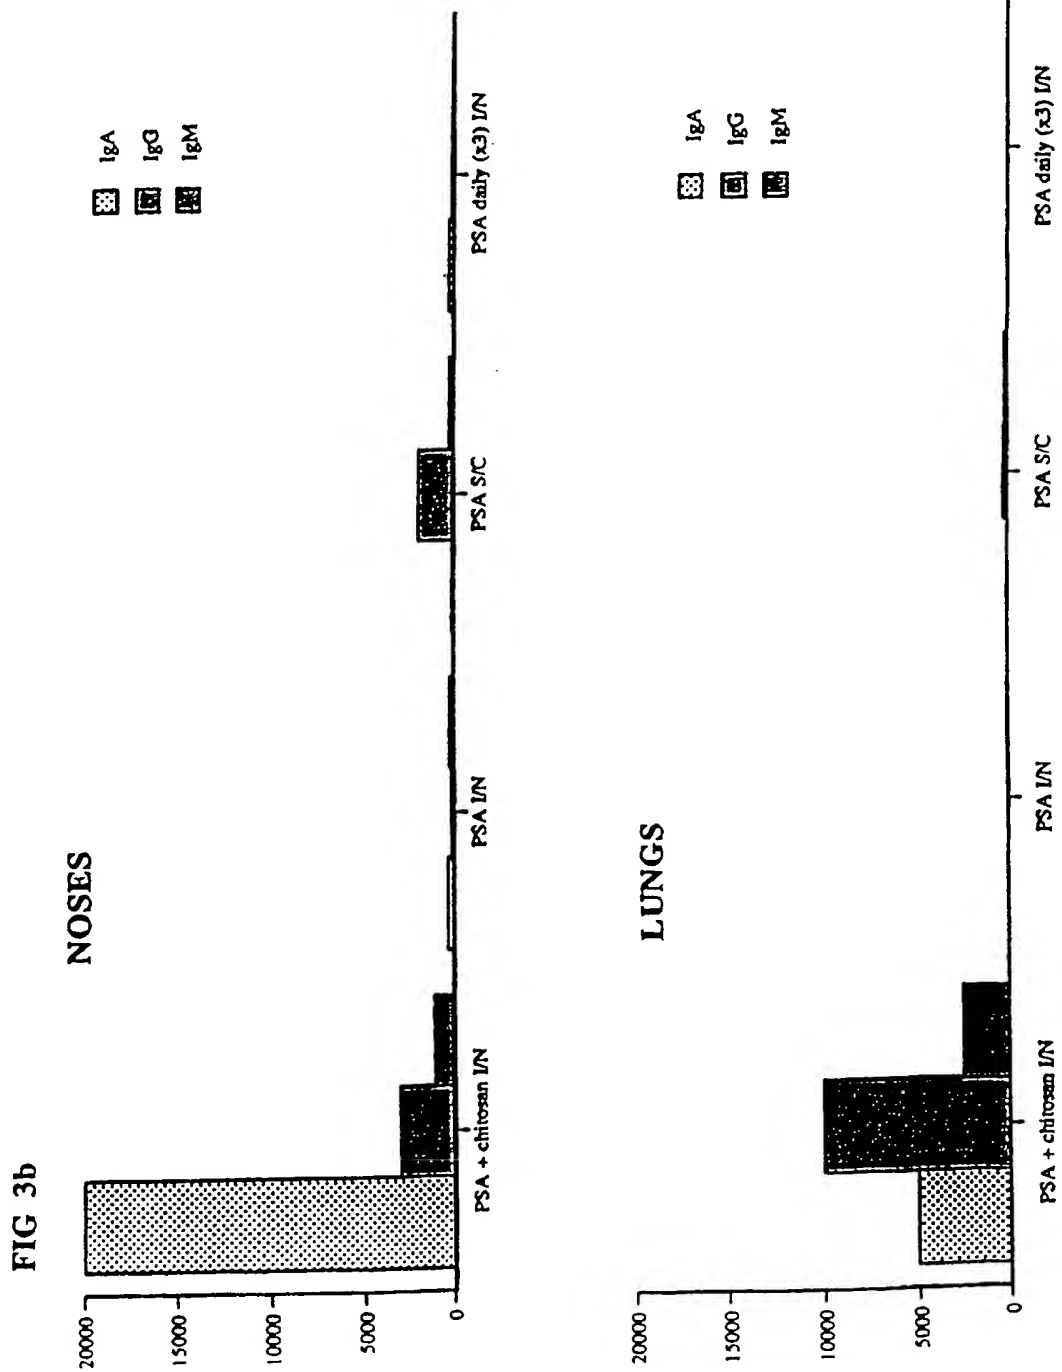 FIG 3b
NOSES
20000
15000
10000
5000
0
IgA
IgG
IgM
PSA + chitosan I/N
PSA I/N
PSA S/C
PSA daily (x3) I/N
LUNGS
20000
15000
10000
5000
0
IgA
IgG
IgM
PSA + chitosan I/N
PSA I/N
PSA S/C
PSA daily (x3) I/N